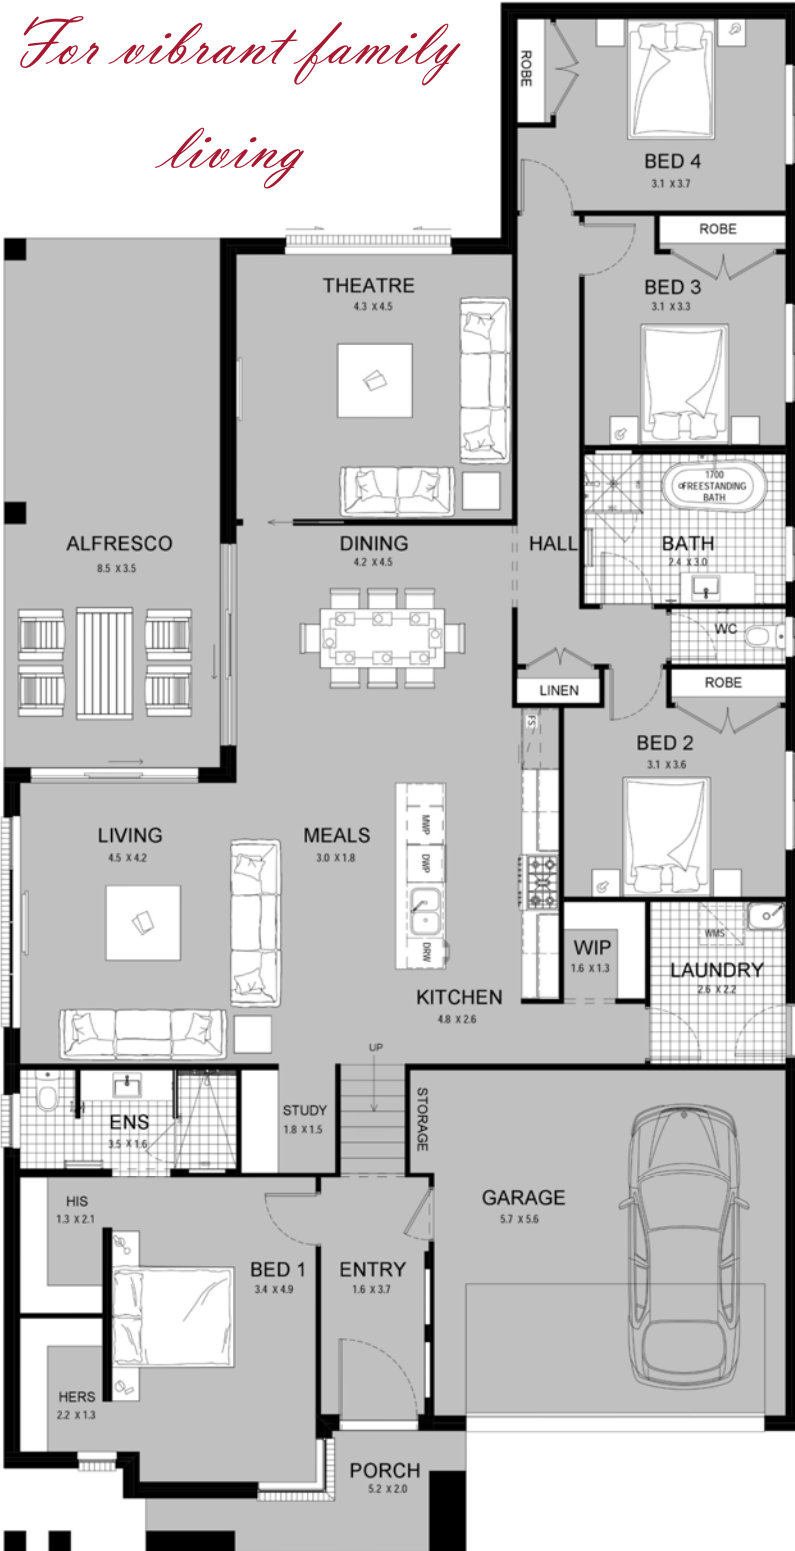 For vibrant family
living
ROBE
BED 4
3.1 X 3.7
ROBE
THEATRE
4.3 X 4.5
BED 3
3.1 X 3.3
1700
FREESTANDING
BATH
ALFRESCO
8.5 X 3.5
DINING
4.2 X 4.5
HALL
BATH
2.4 X 3.0
WC
LINEN
ROBE
FS
BED 2
3.1 X 3.6
LIVING
4.5 X 4.2
MEALS
3.0 X 1.8
MWP
DWP
DRW
WMS
WIP
1.6 X 1.3
LAUNDRY
2.6 X 2.2
KITCHEN
4.8 X 2.6
UP
ENS
3.5 X 1.6
STUDY
1.8 X 1.5
STORAGE
HIS
1.3 X 2.1
GARAGE
5.7 X 5.6
BED 1
3.4 X 4.9
ENTRY
1.6 X 3.7
HERS
2.2 X 1.3
PORCH
5.2 X 2.0